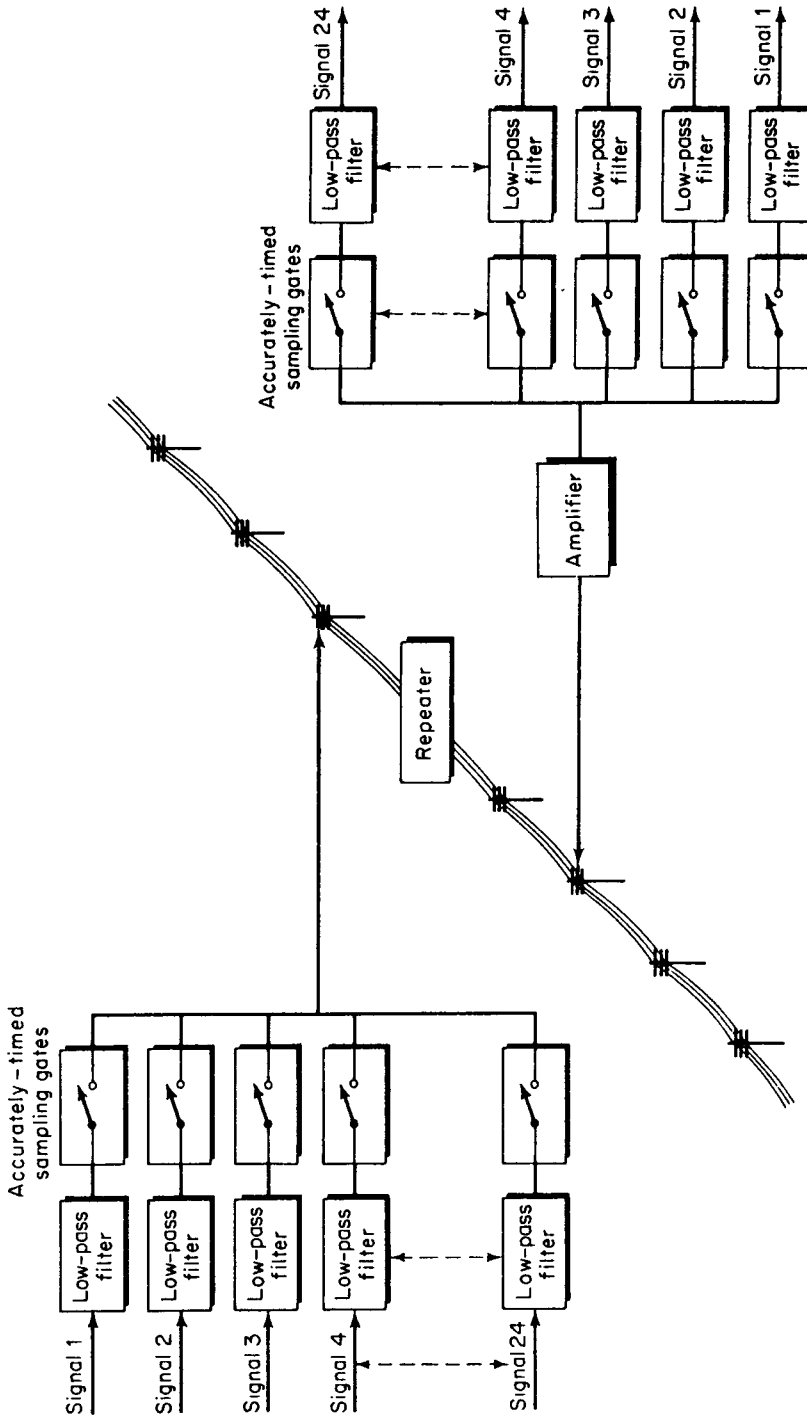 Accurately-timed
sampling gates
Signal 1
Low-pass
filter
Signal 2
Low-pass
filter
Signal 3
Low-pass
filter
Signal 4
Low-pass
filter
Signal 24
Low-pass
filter
Repeater
Amplifier
Accurately-timed
sampling gates
Low-pass
filter
Signal 24
Low-pass
filter
Signal 4
Low-pass
filter
Signal 3
Low-pass
filter
Signal 2
Low-pass
filter
Signal 1